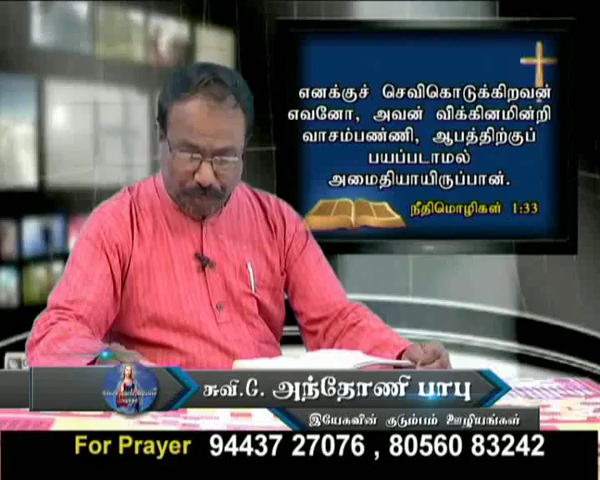 எனக்குச் செவிகொடுக்கிறவன்
எவனோ, அவன் விக்கினமின்றி
வாசம்பண்ணி, ஆபத்திற்குப்
பயப்படாமல்
அமைதியாயிருப்பான்.
நீதிமொழிகள் 1:33
சுவி.G. அந்தோணி பாபு
இயேசுவின் குடும்பம் ஊழியங்கள்
For Prayer 94437 27076 , 80560 83242